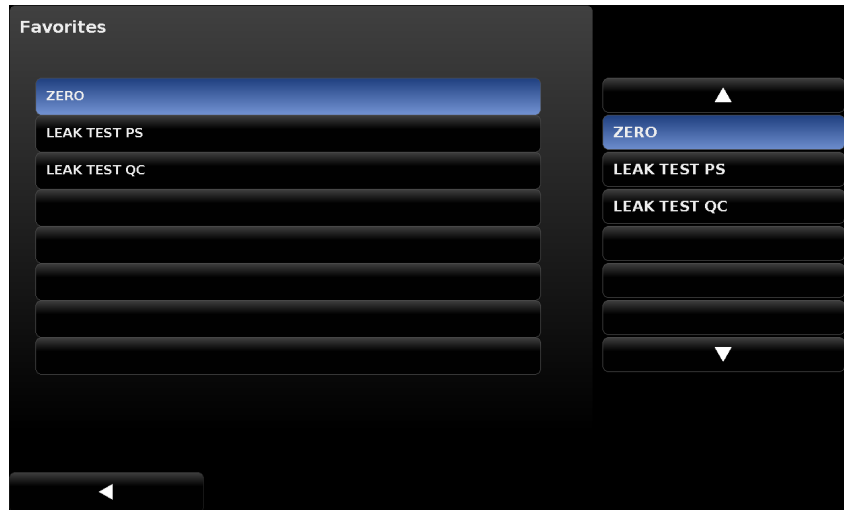 Favorites
ZERO
LEAK TEST PS
LEAK TEST QC
ZERO
LEAK TEST PS
LEAK TEST QC